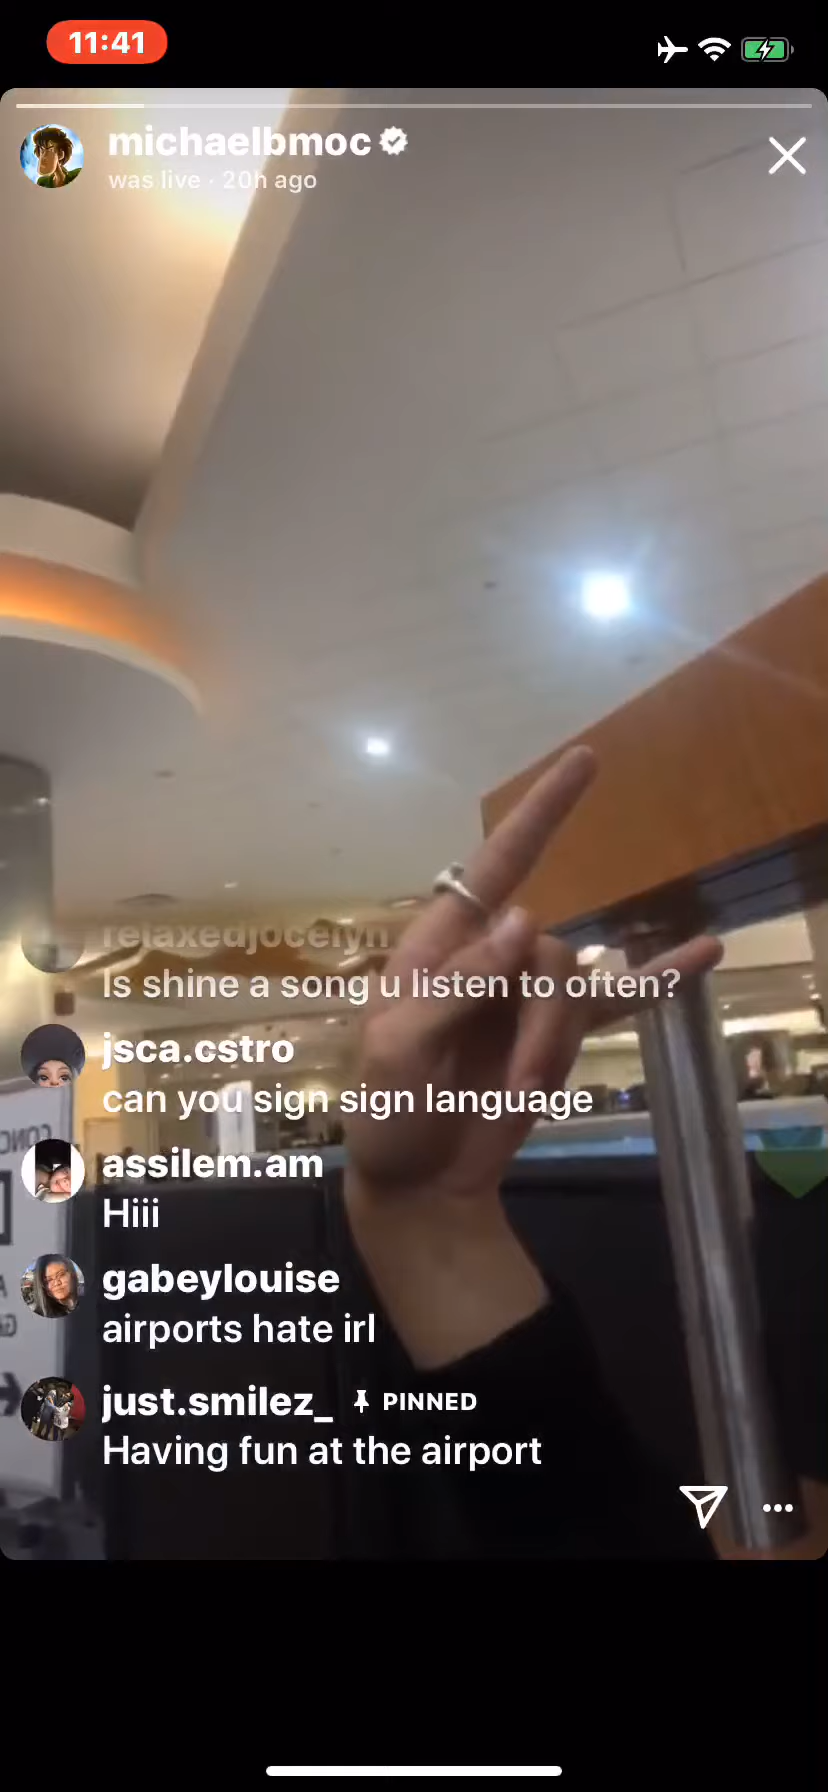 11:41
michaelbmoc
was live · 20h ago
relaxedjocelyn
Is shine a song u listen to often?
jsca.cstro
can you sign sign language
assilem.am
Hiii
gabeylouise
airports hate irl
just.smilez_ PINNED
Having fun at the airport